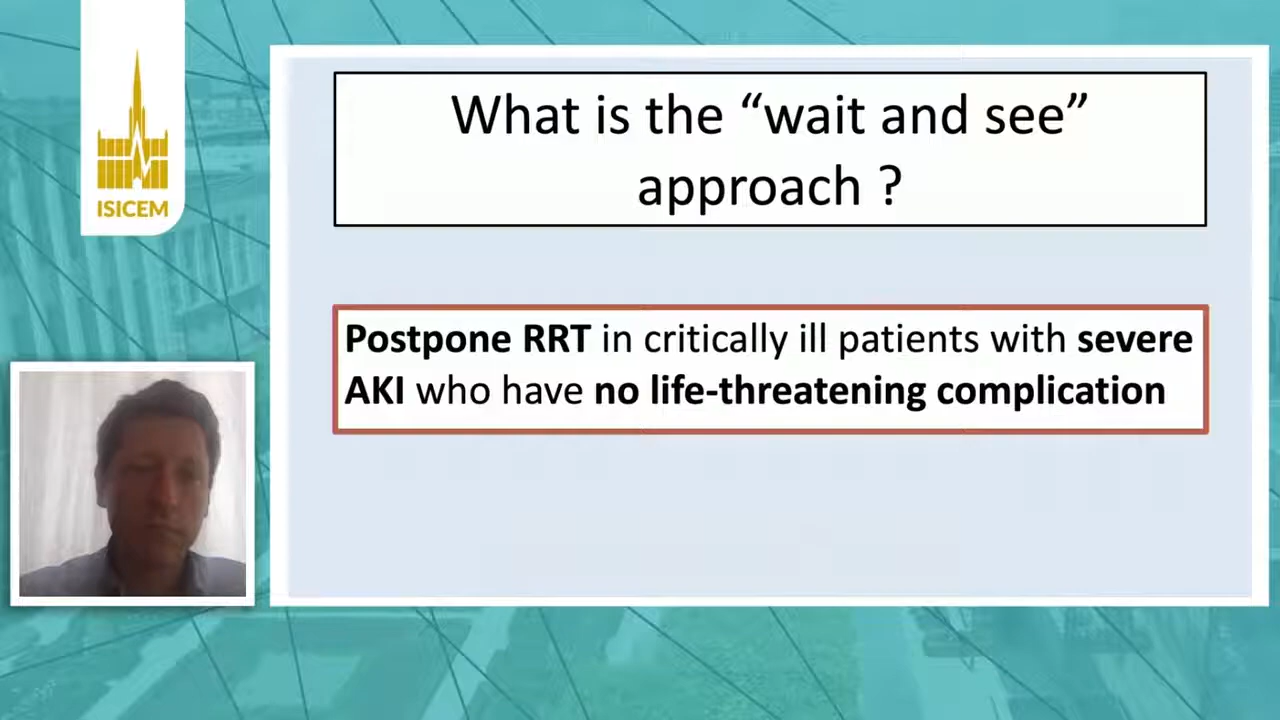 ISICEM
What is the “wait and see”
approach ?
Postpone RRT in critically ill patients with severe
AKI who have no life-threatening complication